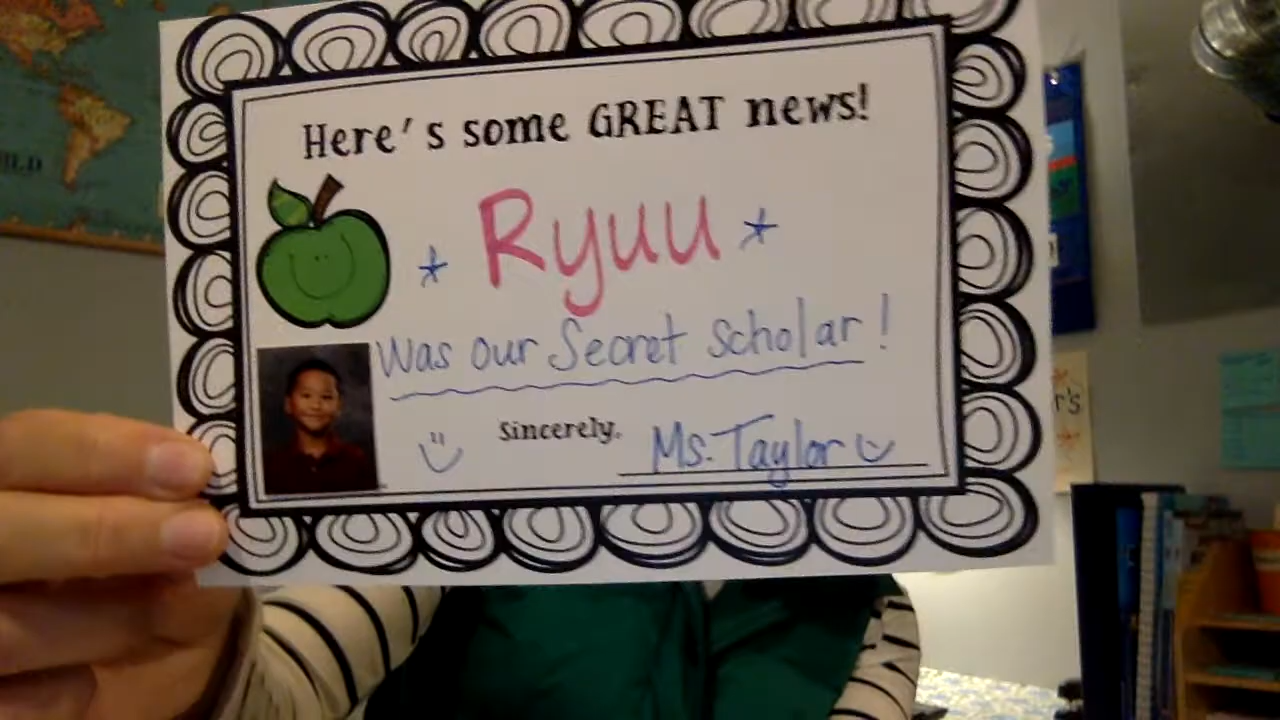 Here's some GREAT news!
* Ryuu *
Was our Secret Scholar!
Sincerely, Ms. Taylor